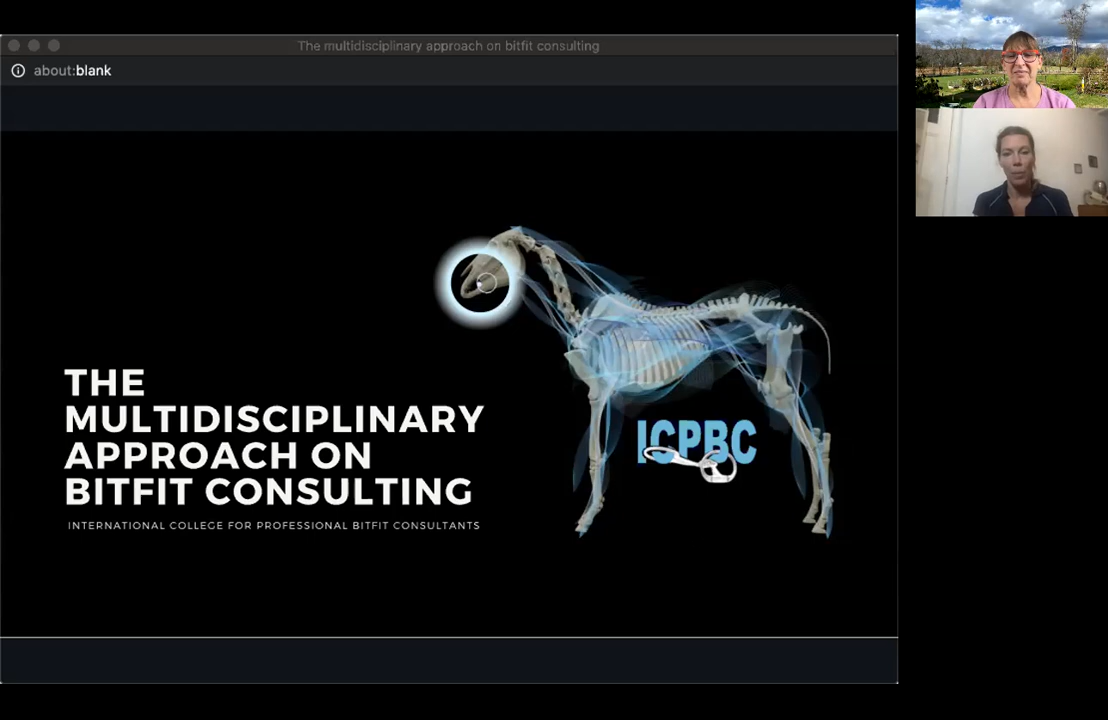 The multidisciplinary approach on bitfit consulting
about:blank
THE
MULTIDISCIPLINARY
APPROACH ON
BITFIT CONSULTING
INTERNATIONAL COLLEGE FOR PROFESSIONAL BITFIT CONSULTANTS
ICPBC